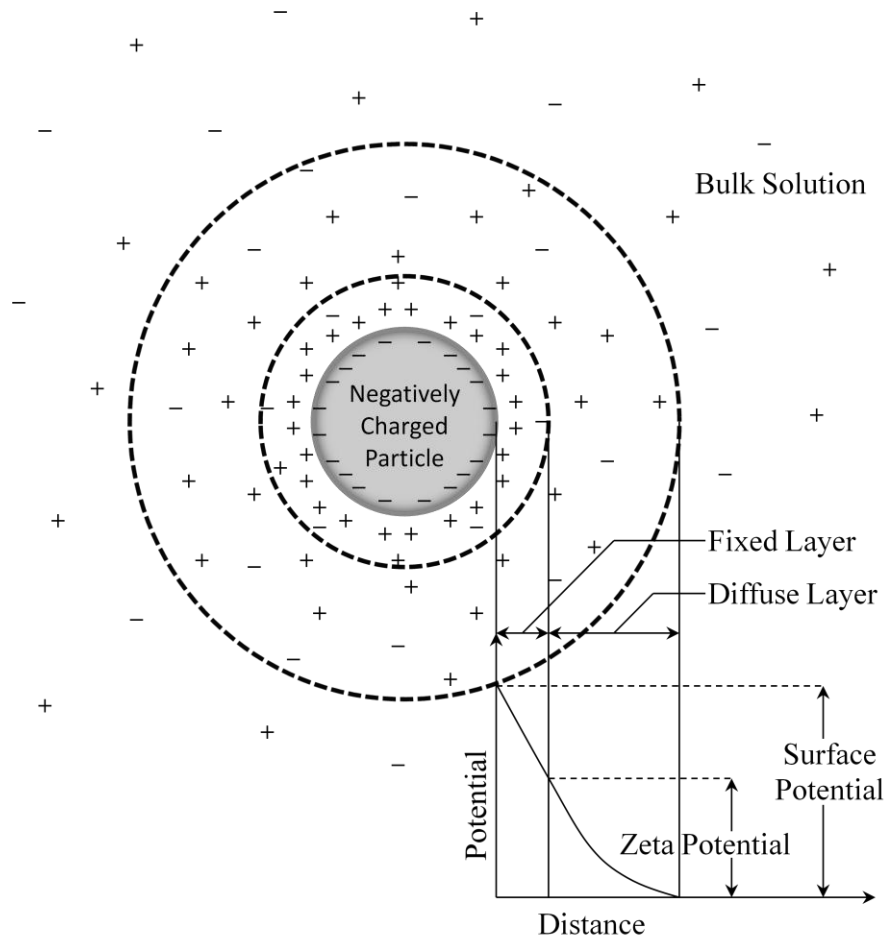 Bulk Solution
Negatively
Charged
Particle
Fixed Layer
Diffuse Layer
Surface
Potential
Zeta Potential
Potential
Distance